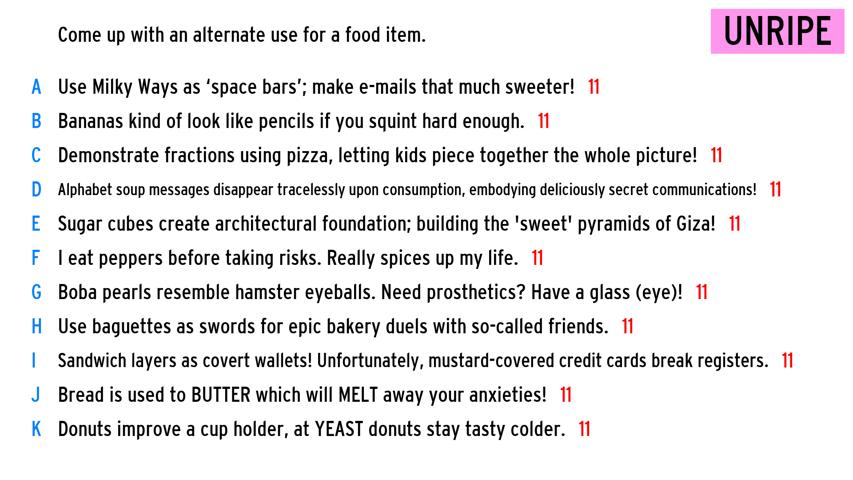 Come up with an alternate use for a food item.
UNRIPE
A Use Milky Ways as ‘space bars’; make e-mails that much sweeter! 11
B Bananas kind of look like pencils if you squint hard enough. 11
C Demonstrate fractions using pizza, letting kids piece together the whole picture! 11
D Alphabet soup messages disappear tracelessly upon consumption, embodying deliciously secret communications! 11
E Sugar cubes create architectural foundation; building the 'sweet' pyramids of Giza! 11
F I eat peppers before taking risks. Really spices up my life. 11
G Boba pearls resemble hamster eyeballs. Need prosthetics? Have a glass (eye)! 11
H Use baguettes as swords for epic bakery duels with so-called friends. 11
I Sandwich layers as covert wallets! Unfortunately, mustard-covered credit cards break registers. 11
J Bread is used to BUTTER which will MELT away your anxieties! 11
K Donuts improve a cup holder, at YEAST donuts stay tasty colder. 11